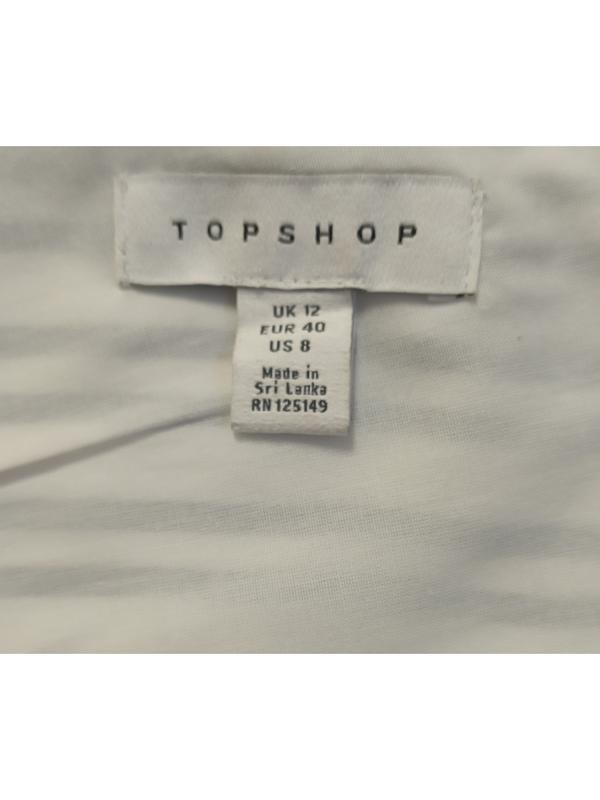 TOPSHOP
UK 12
EUR 40
US 8
Made in
Sri Lanka
RN 125149